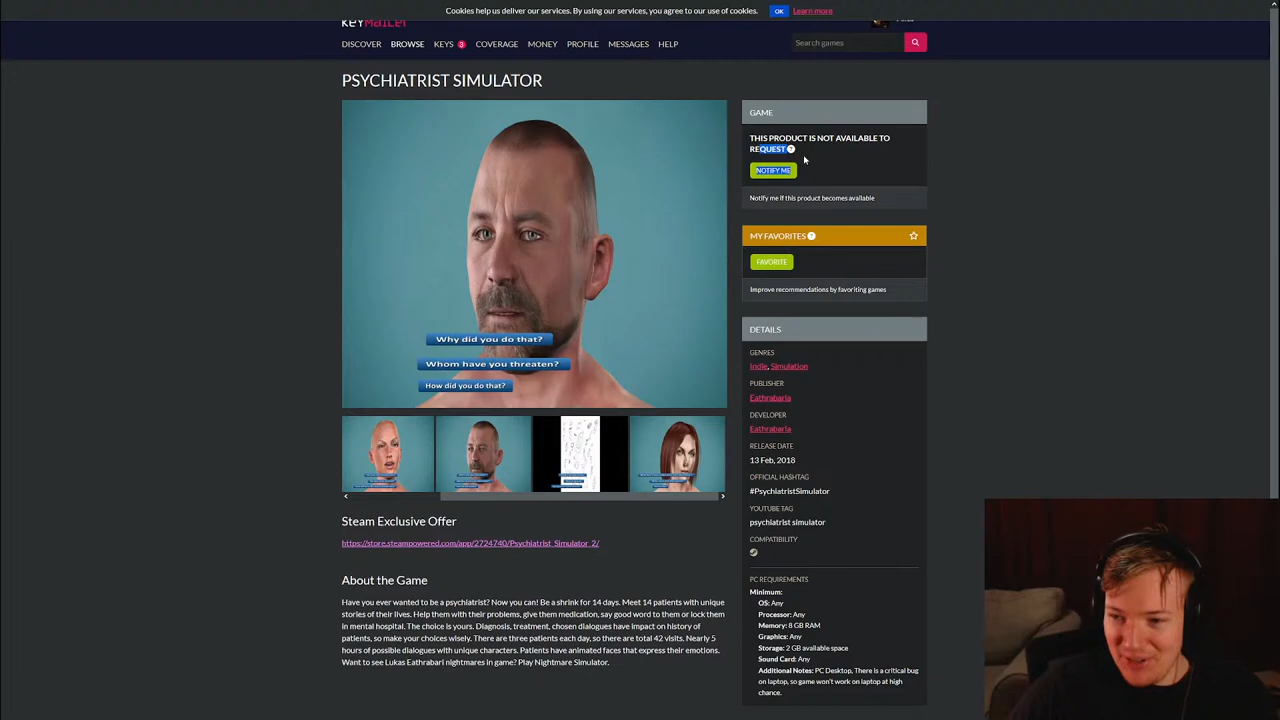 Cookies help us deliver our services. By using our services, you agree to our use of cookies. OK Learn more
KEYMAILER
DISCOVER BROWSE KEYS 3 COVERAGE MONEY PROFILE MESSAGES HELP Search games
PSYCHIATRIST SIMULATOR
Why did you do that?
Whom have you threaten?
How did you do that?
Steam Exclusive Offer
https://store.steampowered.com/app/2724740/Psychiatrist_Simulator_2/
About the Game
Have you ever wanted to be a psychiatrist? Now you can! Be a shrink for 14 days. Meet 14 patients with unique
stories of their lives. Help them with their problems, give them medication, say good word to them or lock them
in mental hospital. The choice is yours. Diagnosis, treatment, chosen dialogues have impact on history of
patients, so make your choices wisely. There are three patients each day, so there are total 42 visits. Nearly 5
hours of possible dialogues with unique characters. Patients have animated faces that express their emotions.
Want to see Lukas Eathrabari nightmares in game? Play Nightmare Simulator.
GAME
THIS PRODUCT IS NOT AVAILABLE TO
REQUEST ?
NOTIFY ME
Notify me if this product becomes available
MY FAVORITES ?
FAVORITE
Improve recommendations by favoriting games
DETAILS
GENRES
Indie, Simulation
PUBLISHER
Eathrabaria
DEVELOPER
Eathrabaria
RELEASE DATE
13 Feb, 2018
OFFICIAL HASHTAG
#PsychiatristSimulator
YOUTUBE TAG
psychiatrist simulator
COMPATIBILITY
PC REQUIREMENTS
Minimum:
OS: Any
Processor: Any
Memory: 8 GB RAM
Graphics: Any
Storage: 2 GB available space
Sound Card: Any
Additional Notes: PC Desktop, There is a critical bug
on laptop, so game won't work on laptop at high
chance.